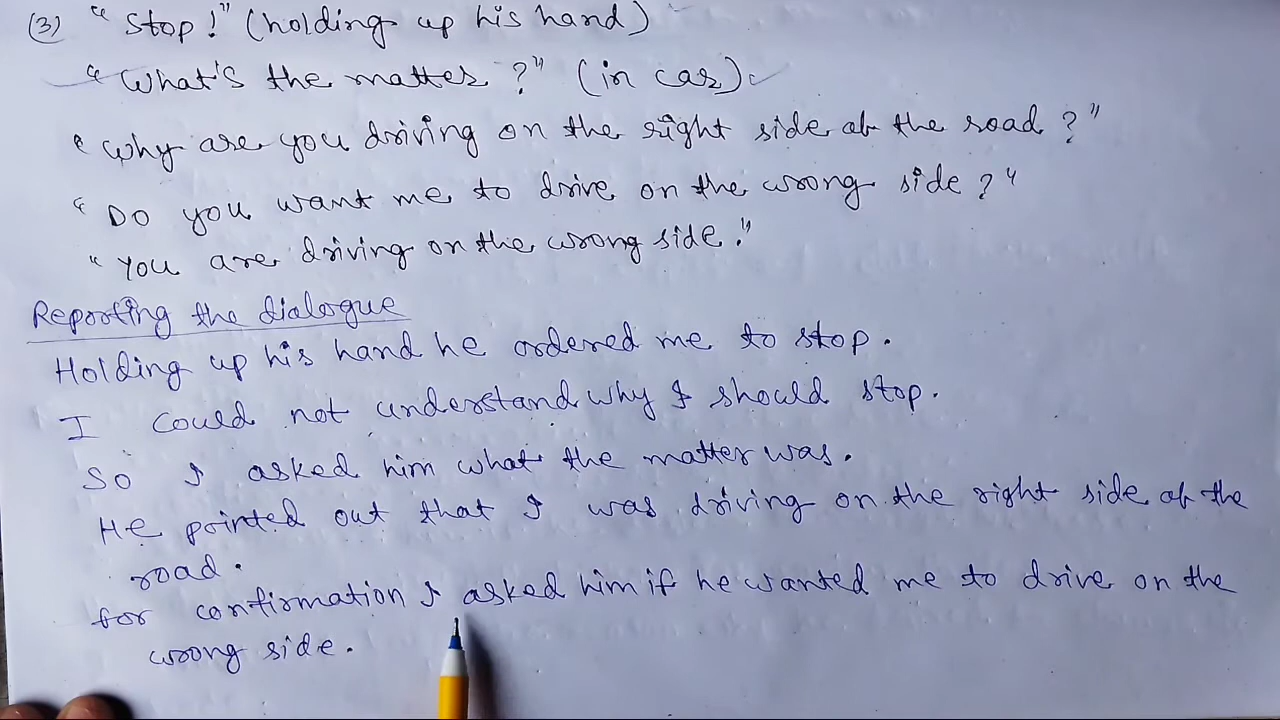 (3) "Stop!" (holding up his hand)
"What's the matter?" (in car)
"Why are you driving on the right side of the road?"
"Do you want me to drive on the wrong side?"
"You are driving on the wrong side."
Reporting the dialogue
Holding up his hand he ordered me to stop.
I could not understand why I should stop.
So I asked him what the matter was.
He pointed out that I was driving on the right side of the
road.
for confirmation I asked him if he wanted me to drive on the
wrong side.